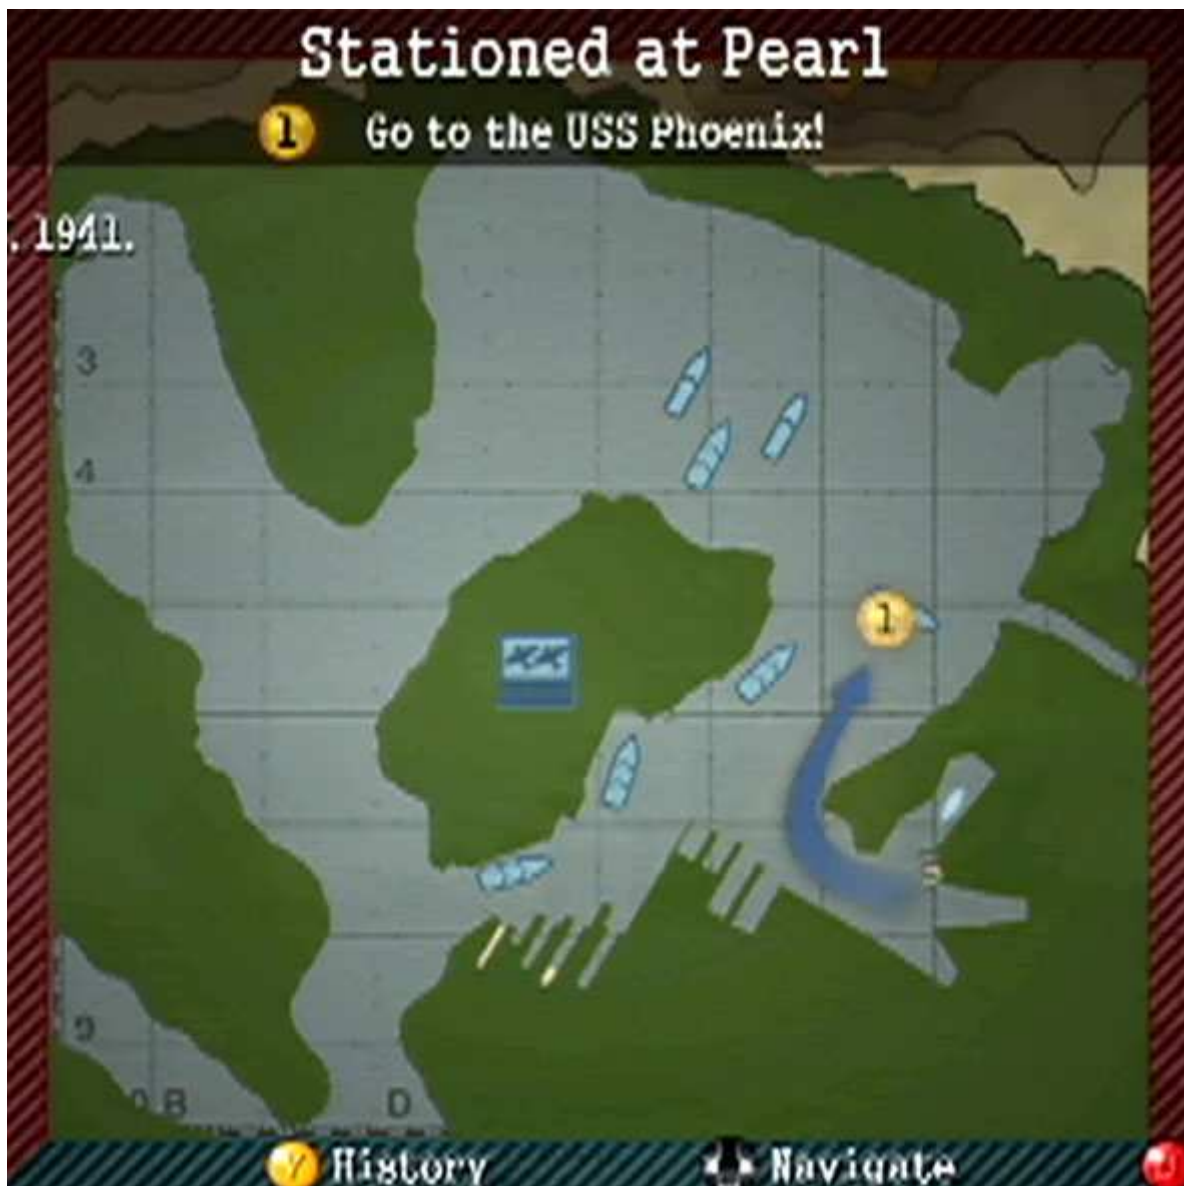 Stationed at Pearl
1 Go to the USS Phoenix!
. 1941.
3
4
1
9
B
D
Y History
Navigate